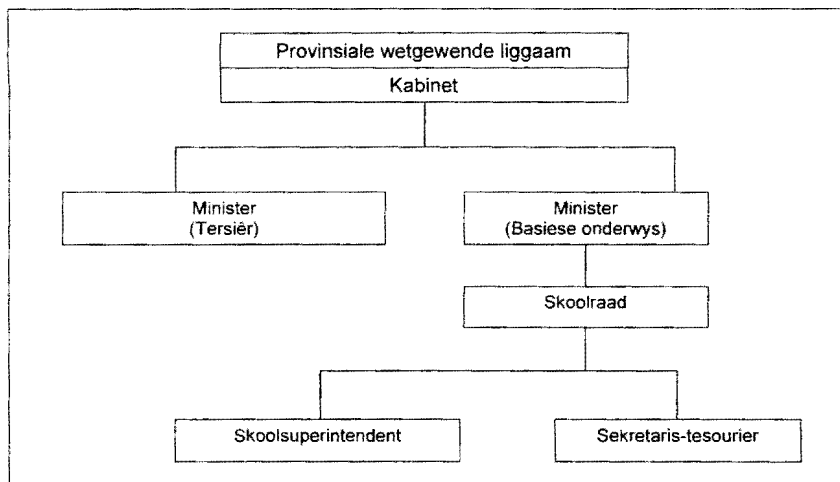 Provinsiale wetgewende liggaam
Kabinet
Minister
(Tersiêr)
Minister
(Basiese onderwys)
Skoolraad
Skoolsuperintendent
Sekretaris-tesourier